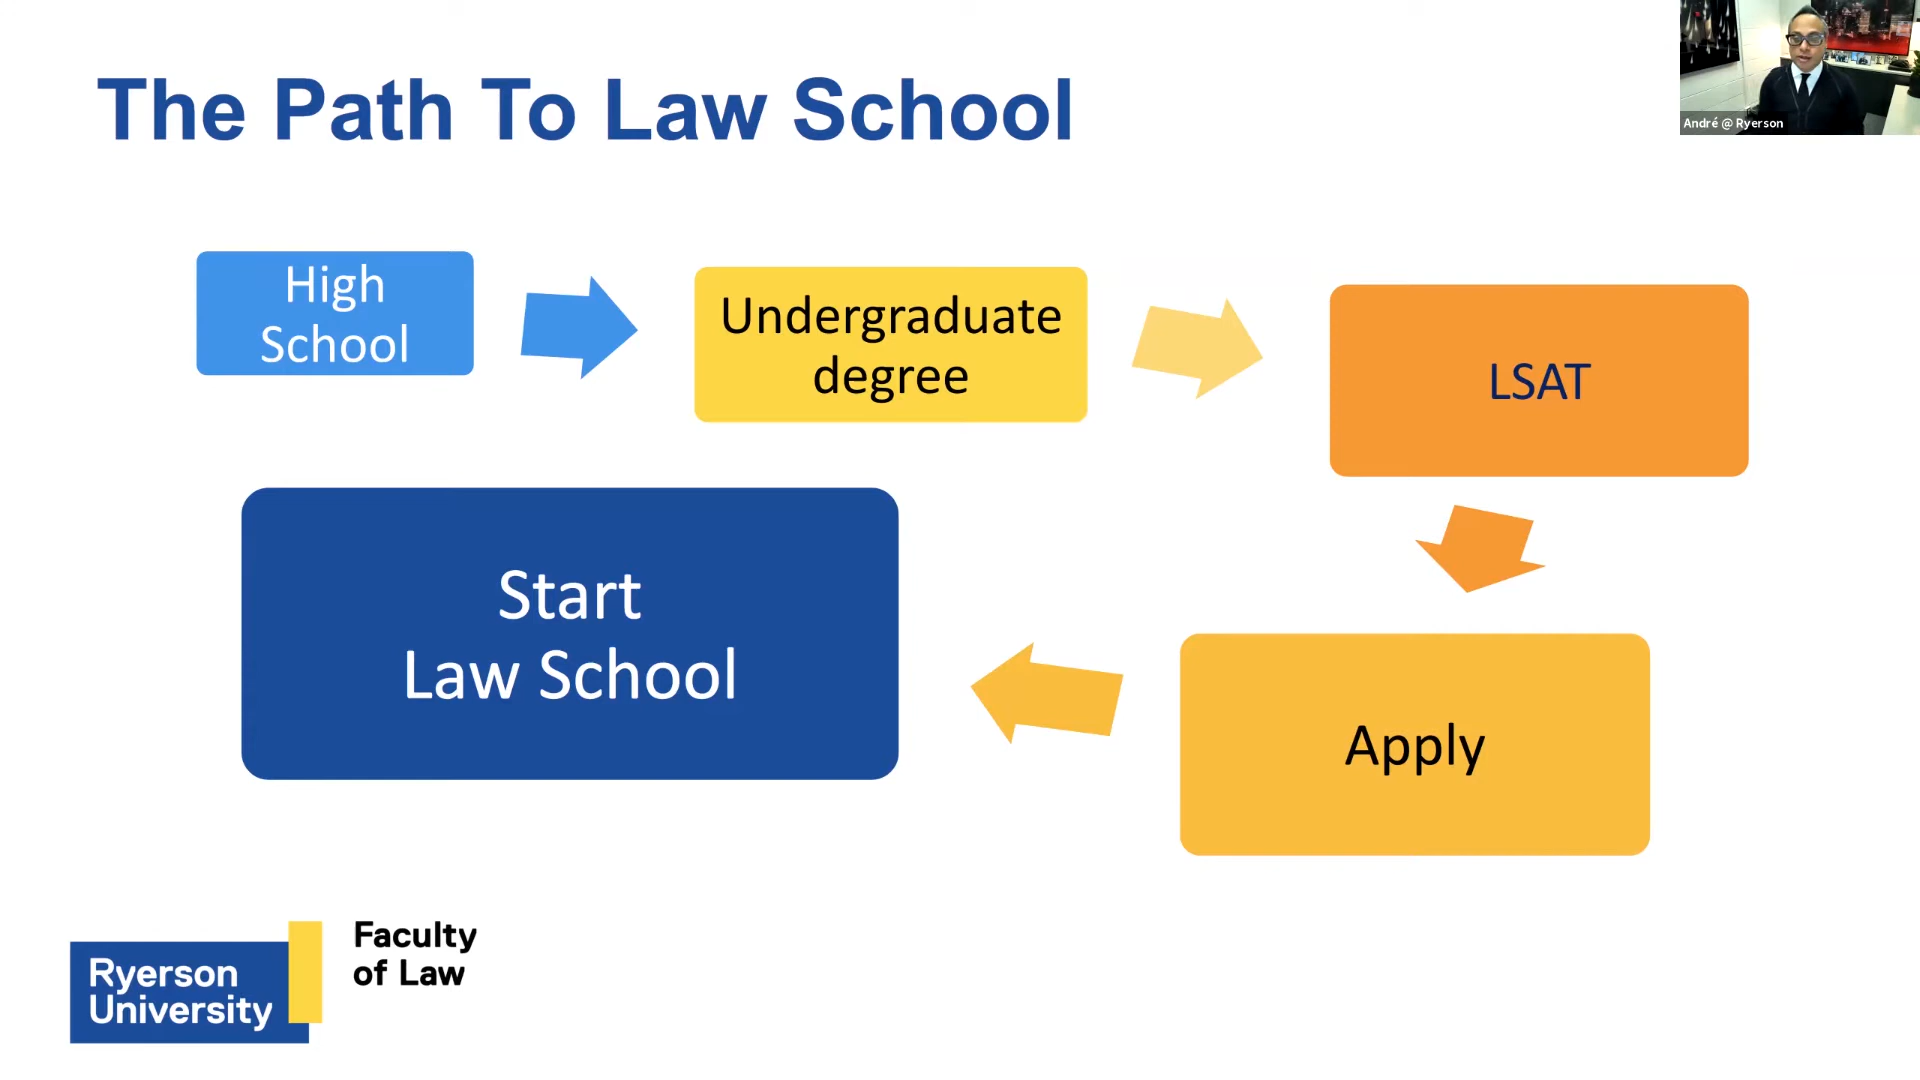 The Path To Law School
André @ Ryerson
High
School
Undergraduate
degree
LSAT
Start
Law School
Apply
Ryerson
University
Faculty
of Law